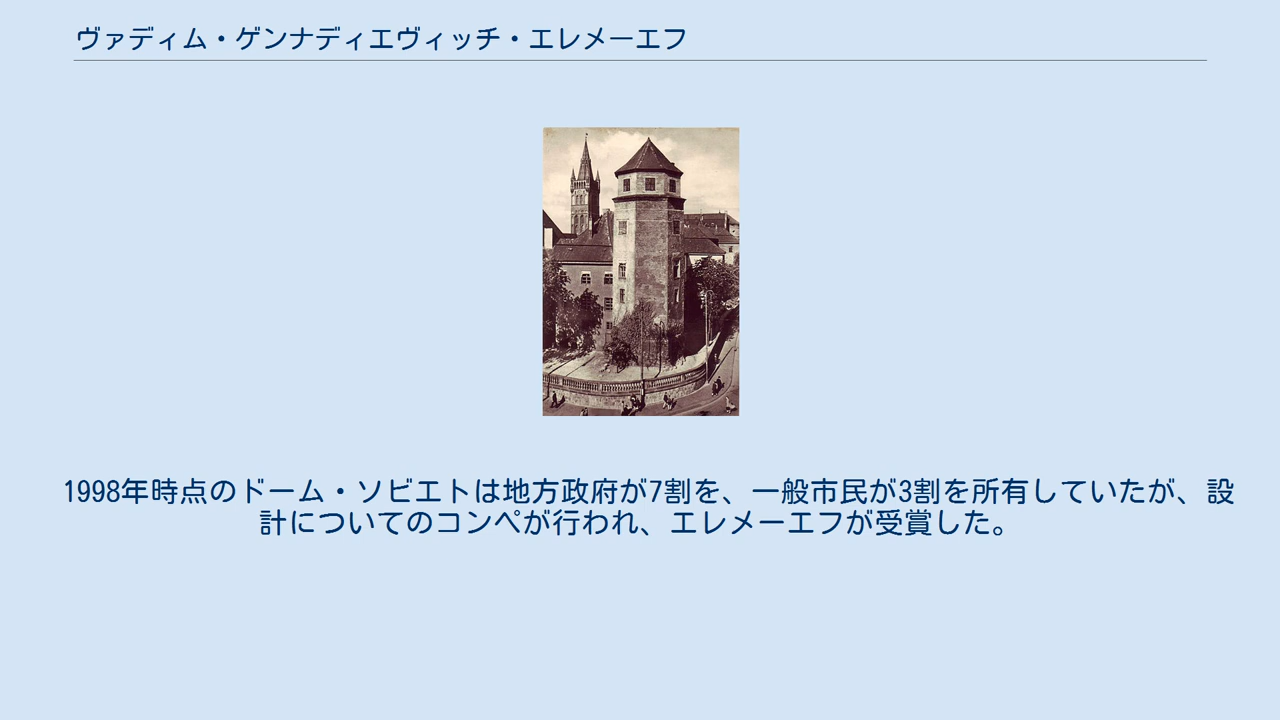 ヴァディム・ゲンナディエヴィッチ・エレメーエフ
1998年時点のドーム・ソビエトは地方政府が7割を、一般市民が3割を所有していたが、設
計についてのコンペが行われ、エレメーエフが受賞した。